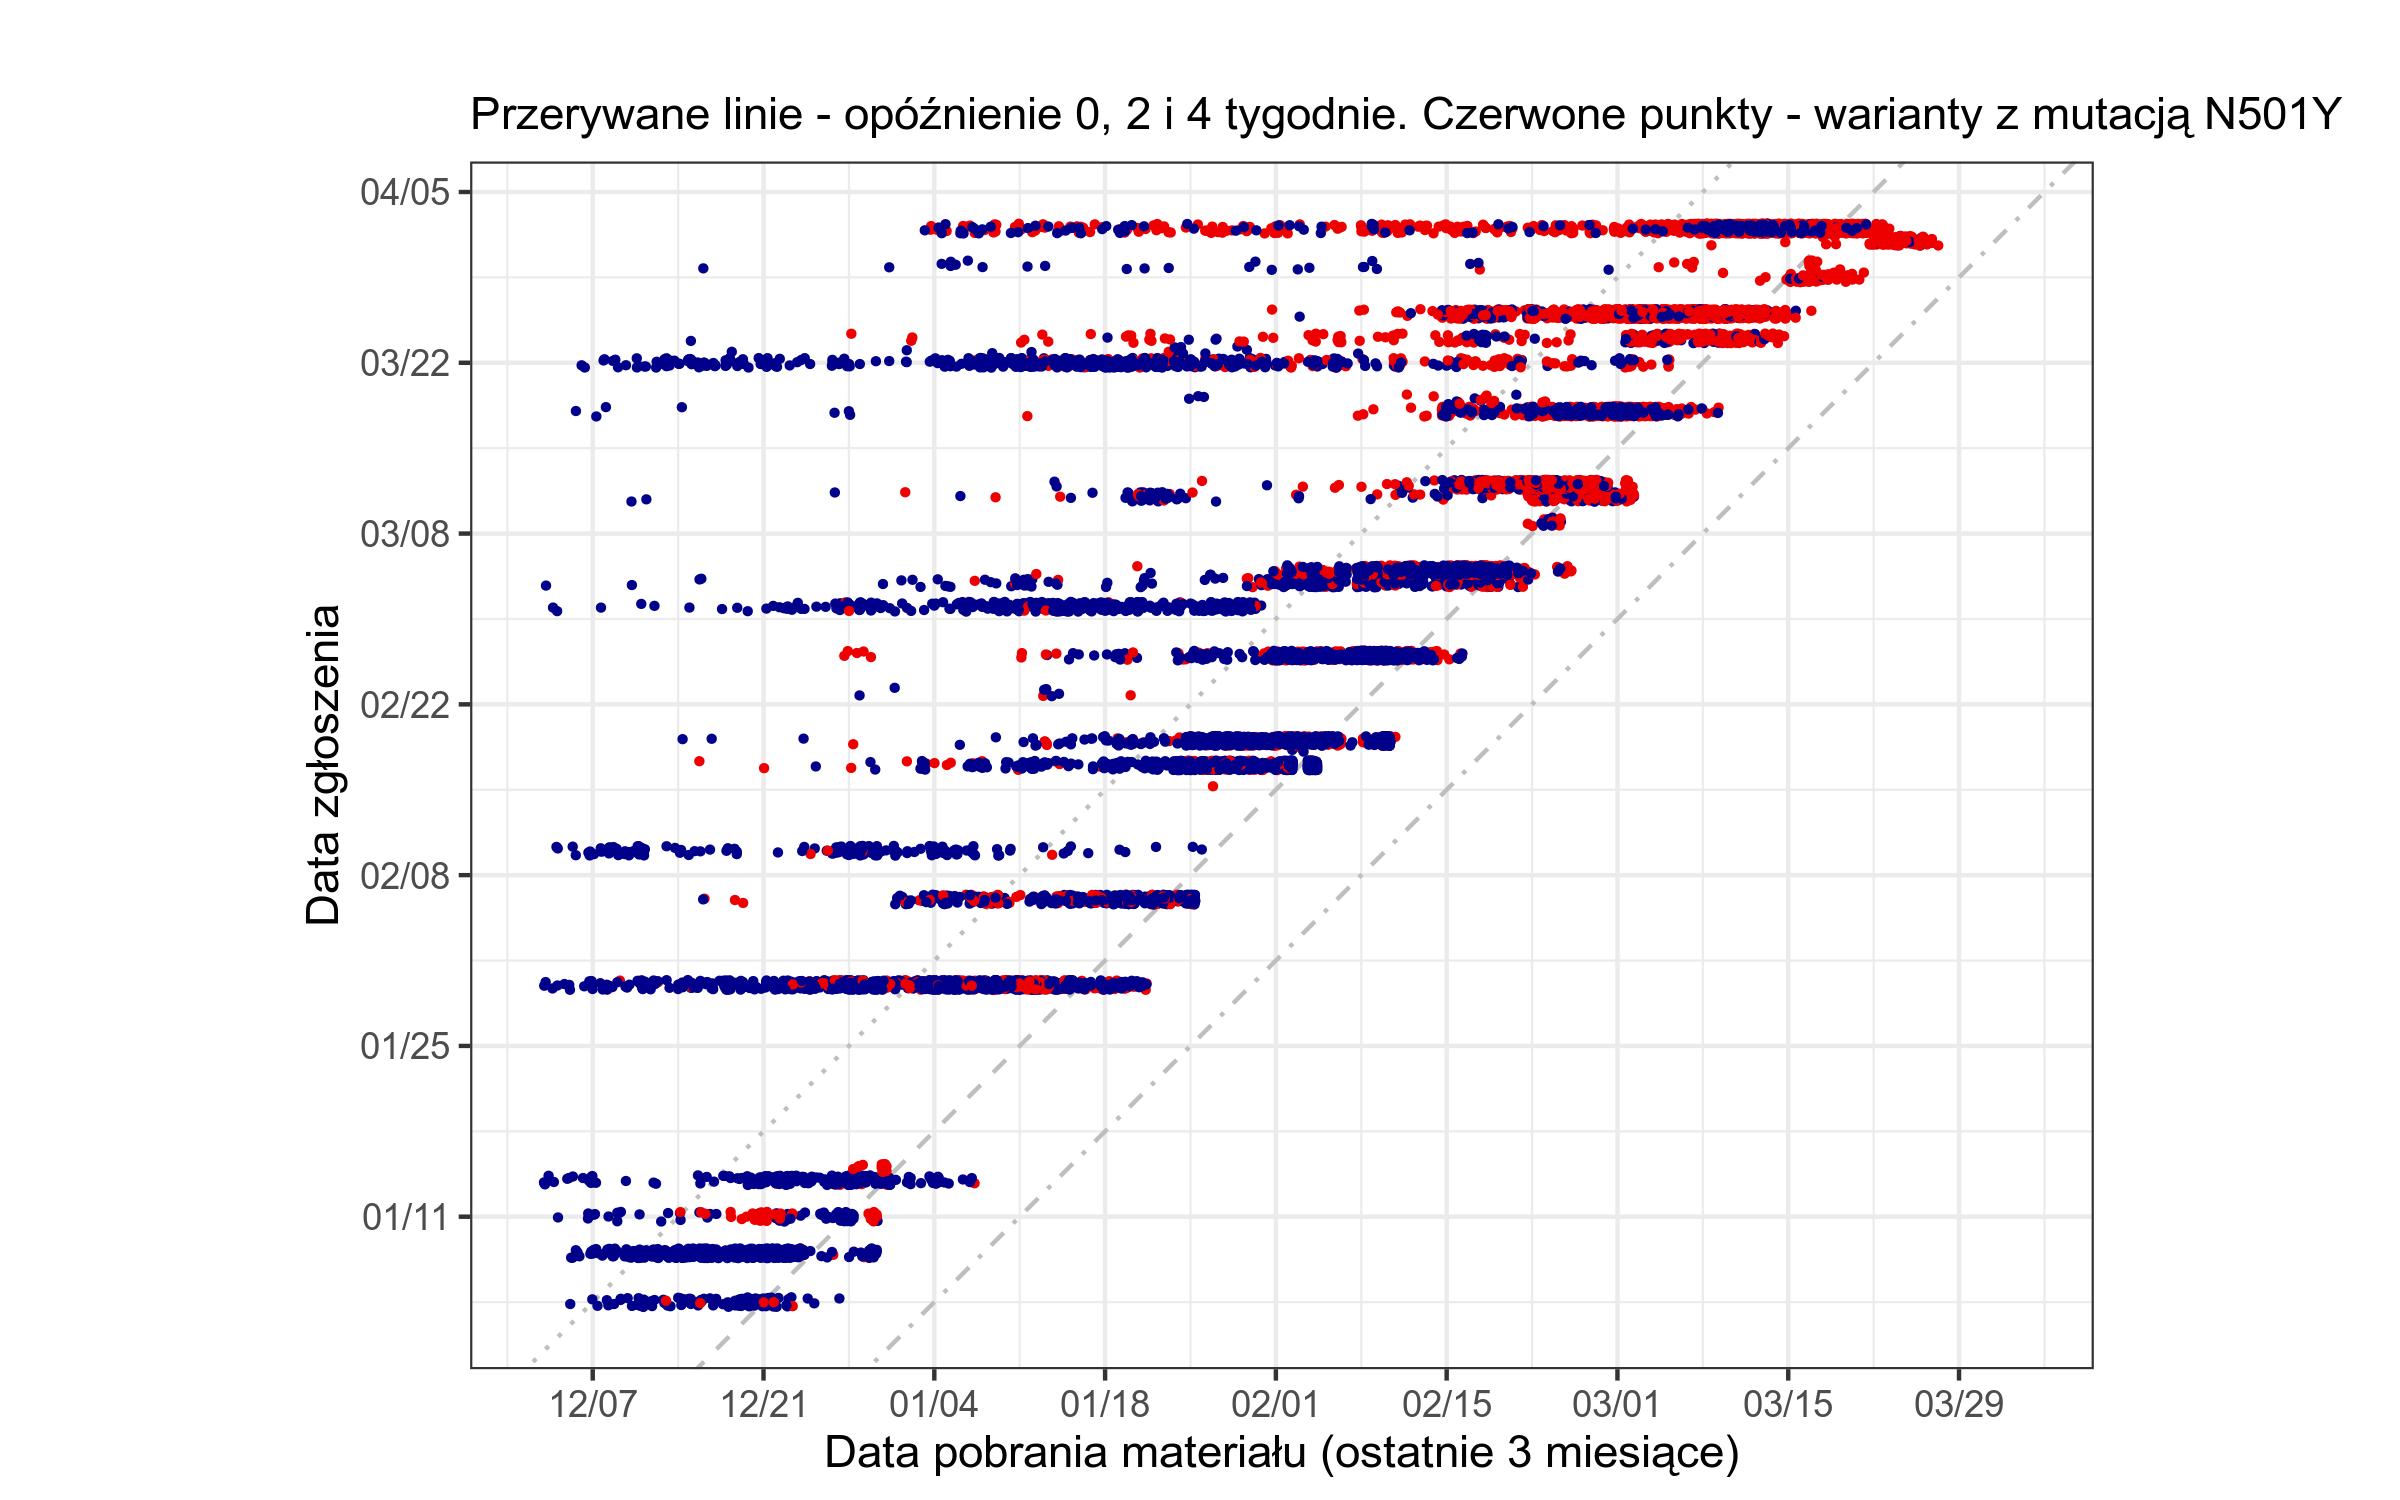 Przerywane linie - opóźnienie 0, 2 i 4 tygodnie. Czerwone punkty - warianty z mutacją N501Y
Data zgłoszenia
04/05
03/22
03/08
02/22
02/08
01/25
01/11
12/07 12/21 01/04 01/18 02/01 02/15 03/01 03/15 03/29
Data pobrania materiału (ostatnie 3 miesiące)